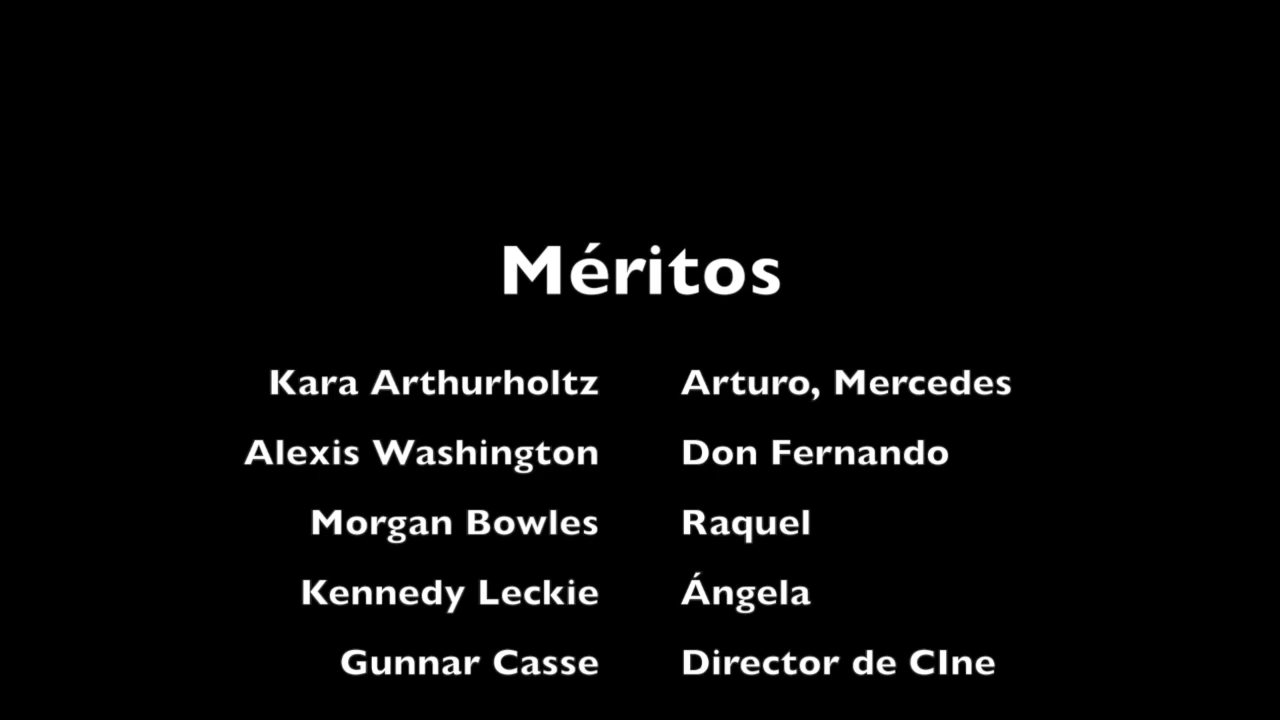 Méritos
Kara Arthurholtz Arturo, Mercedes
Alexis Washington Don Fernando
Morgan Bowles Raquel
Kennedy Leckie Ángela
Gunnar Casse Director de CIne